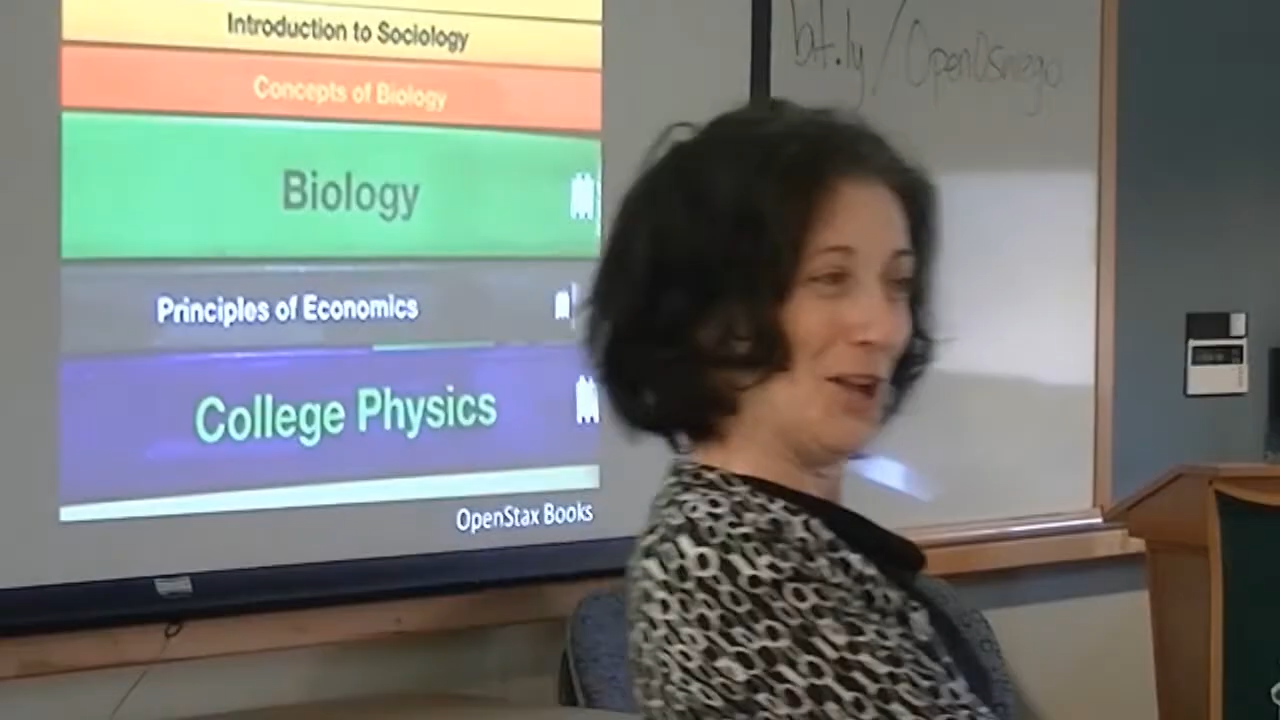 Introduction to Sociology
Concepts of Biology
Biology
Principles of Economics
College Physics
OpenStax Books
bit.ly/OpenOswego